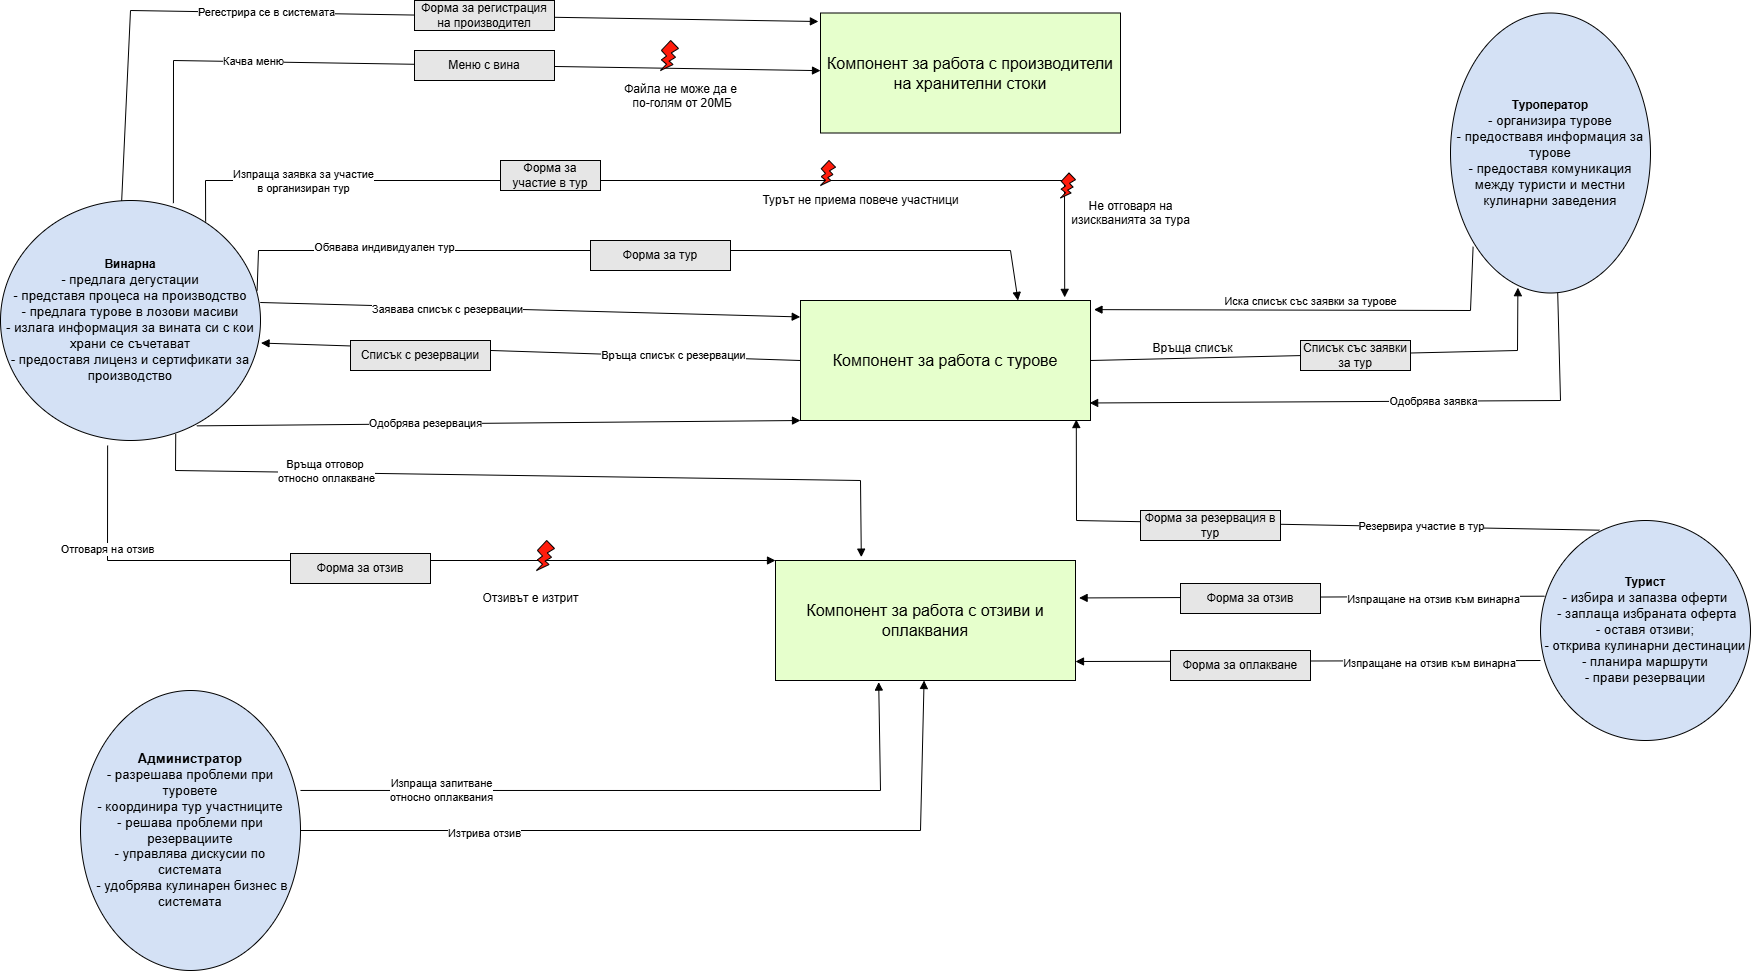 Регестрира се в системата
Форма за регистрация
на производител
Качва меню
Меню с вина
Файла не може да е
по-голям от 20МБ
Компонент за работа с производители
на хранителни стоки
Туроператор
- организира турове
- предоствавя информация за
турове
- предоставя комуникация
между туристи и местни
кулинарни заведения
Изпраща заявка за участие
в организиран тур
Форма за
участие в тур
Турът не приема повече участници
Не отговаря на
изискванията за тура
Винарна
- предлага дегустации
- представя процеса на производство
- предлага турове в лозови масиви
- излага информация за вината си с кои
храни се съчетават
- предоставя лиценз и сертификати за
производство
Обявава индивидуален тур
Форма за тур
Заявава списък с резервации
Списък с резервации
Връща списък с резервации
Компонент за работа с турове
Иска списък със заявки за турове
Връща списък
Списък със заявки
за тур
Одобрява заявка
Одобрява резервация
Връща отговор
относно оплакване
Отговаря на отзив
Форма за отзив
Отзивът е изтрит
Форма за резервация в
тур
Резервира участие в тур
Компонент за работа с отзиви и
оплаквания
Форма за отзив
Изпращане на отзив към винарна
Форма за оплакване
Изпращане на отзив към винарна
Турист
- избира и запазва оферти
- заплаща избраната оферта
- оставя отзиви;
- открива кулинарни дестинации
- планира маршрути
- прави резервации
Администратор
- разрешава проблеми при
туровете
- координира тур участниците
- решава проблеми при
резервациите
- управлява дискусии по
системата
- удобрява кулинарен бизнес в
системата
Изпраща запитване
относно оплаквания
Изтрива отзив